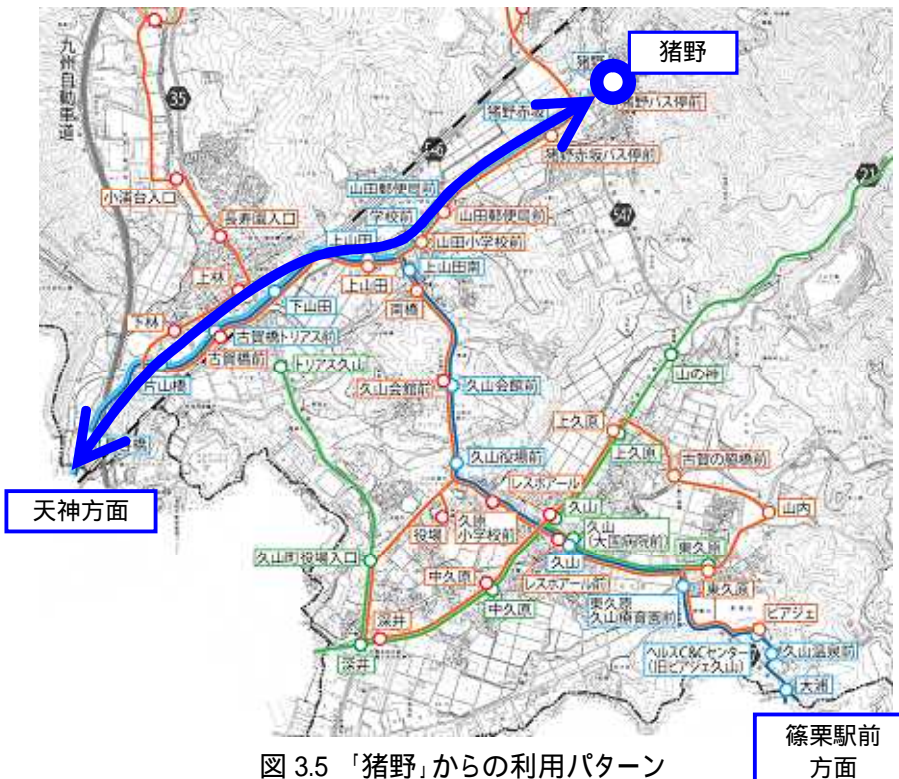 猪野
九州自動車道
35
猪野
猪野バス停前
猪野赤坂
546
猪野赤坂バス停前
21
小浦台入口
山田郵便局前
長寿園入口
学校前
山田郵便局前
547
上山田
山田小学校前
上林
上山田
上山田南
下山田
両橋
下林
古賀橋トリアス前
古賀橋前
トリアス久山
山の神
片山橋
久山会館前
久山会館前
上久原
上久原
古賀の脇橋前
久山役場前
レスポアール
天神方面
久山
山内
役場
久原
小学校前
久山
(大国病院前)
久山町役場入口
久山
東久原
中久原
レスポアール前
東久原
中久原
東久原
久山療育園前
ピアジェ
深井
深井
ヘルスC&Cセンター
(旧ピアジェ久山)
久山温泉前
大浦
篠栗駅前
方面
図 3.5 「猪野」からの利用パターン